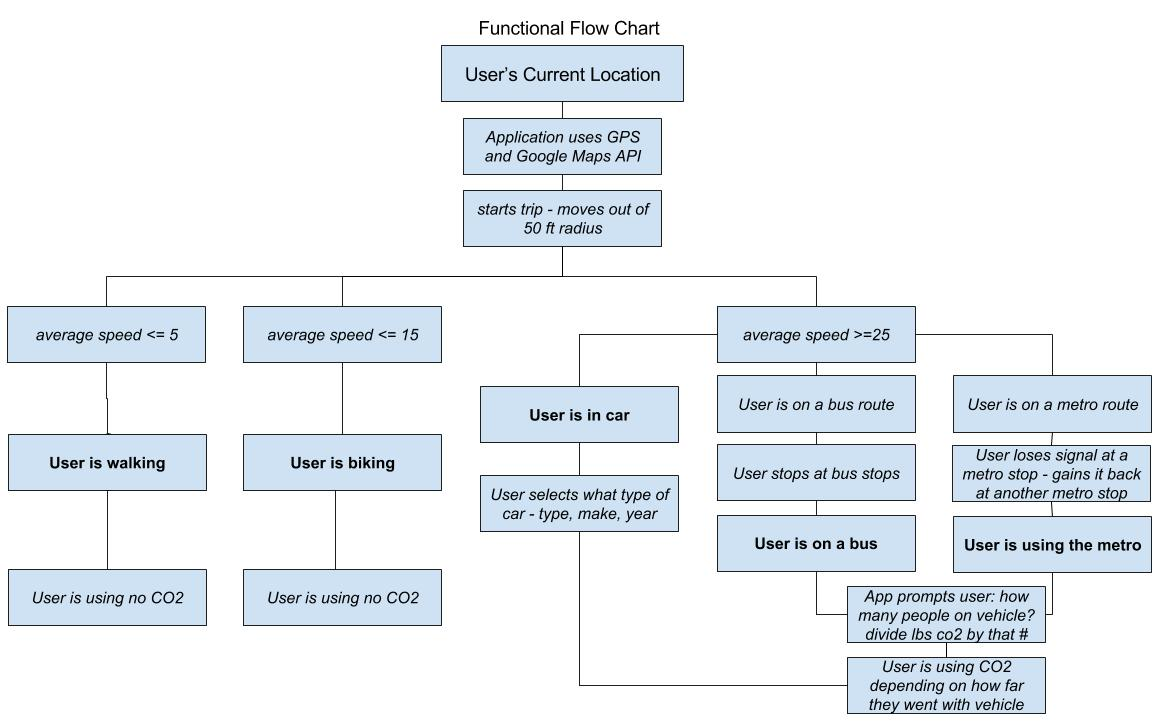 Functional Flow Chart
User's Current Location
Application uses GPS
and Google Maps API
starts trip - moves out of
50 ft radius
average speed <= 5
User is walking
User is using no CO2
average speed <= 15
User is biking
User is using no CO2
average speed >=25
User is in car
User selects what type of
car - type, make, year
User is on a bus route
User stops at bus stops
User is on a bus
User is on a metro route
User loses signal at a
metro stop - gains it back
at another metro stop
User is using the metro
App prompts user: how
many people on vehicle?
divide lbs co2 by that #
User is using CO2
depending on how far
they went with vehicle